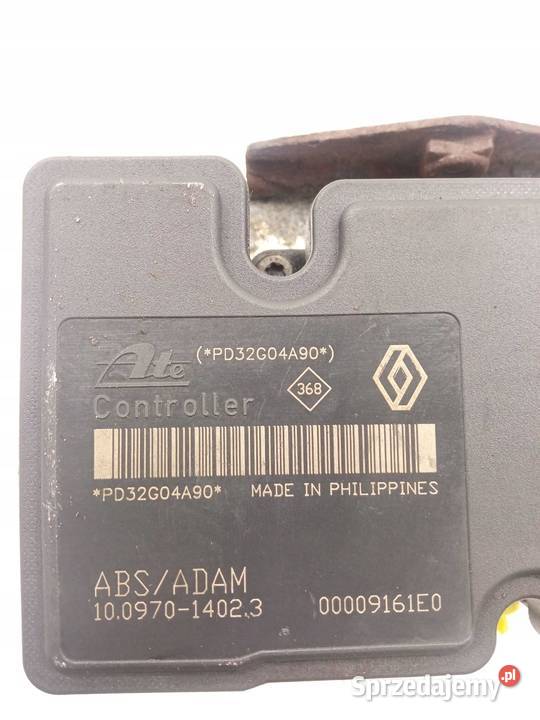 Ate (*PD32G04A90*)
Controller
368
*PD32G04A90* MADE IN PHILIPPINES
ABS/ADAM
10.0970-1402.3 00009161E0
Sprzedajemy.pl